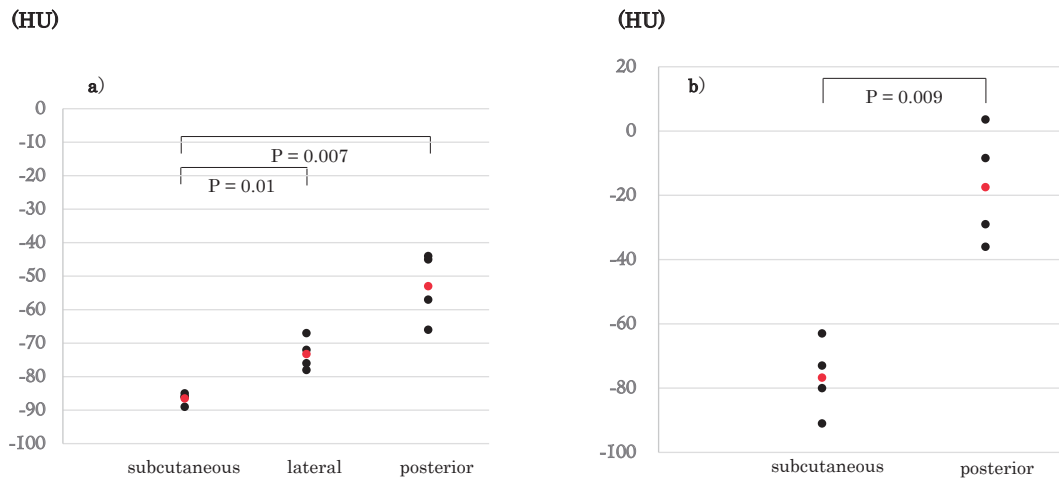 (HU)
a)
0
-10
P = 0.007
-20
P = 0.01
-30
-40
-50
-60
-70
-80
-90
-100
subcutaneous lateral posterior
(HU)
20
b)
P = 0.009
0
-20
-40
-60
-80
-100
subcutaneous posterior